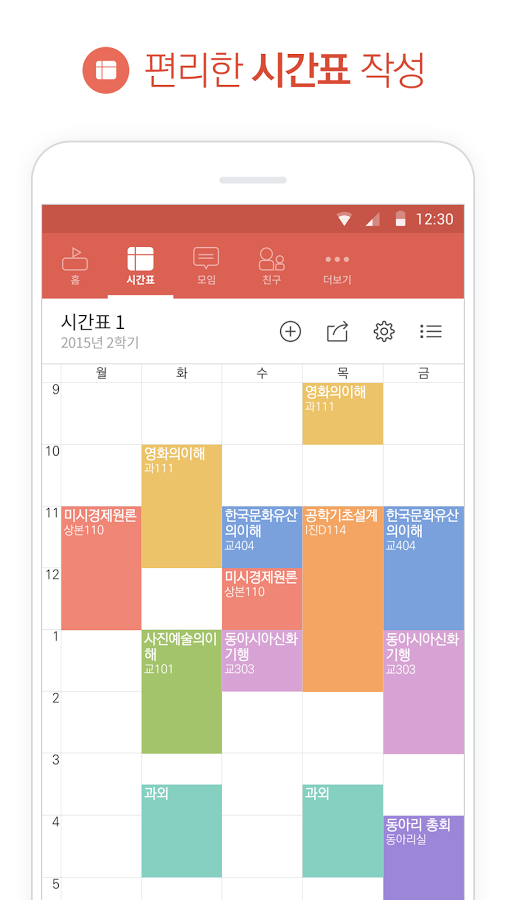 편리한 시간표 작성
12:30
홈 시간표 모임 친구 더보기
시간표 1
2015년 2학기
월 화 수 목 금
9
영화의이해
과111
10
영화의이해
과111
11
미시경제원론
상본110
한국문화유산
의이해
교404
공학기초설계
I진D114
한국문화유산
의이해
교404
12
미시경제원론
상본110
1
사진예술의이
해
교101
동아시아신화
기행
교303
동아시아신화
기행
교303
2
3
과외
과외
4
동아리 총회
동아리실
5